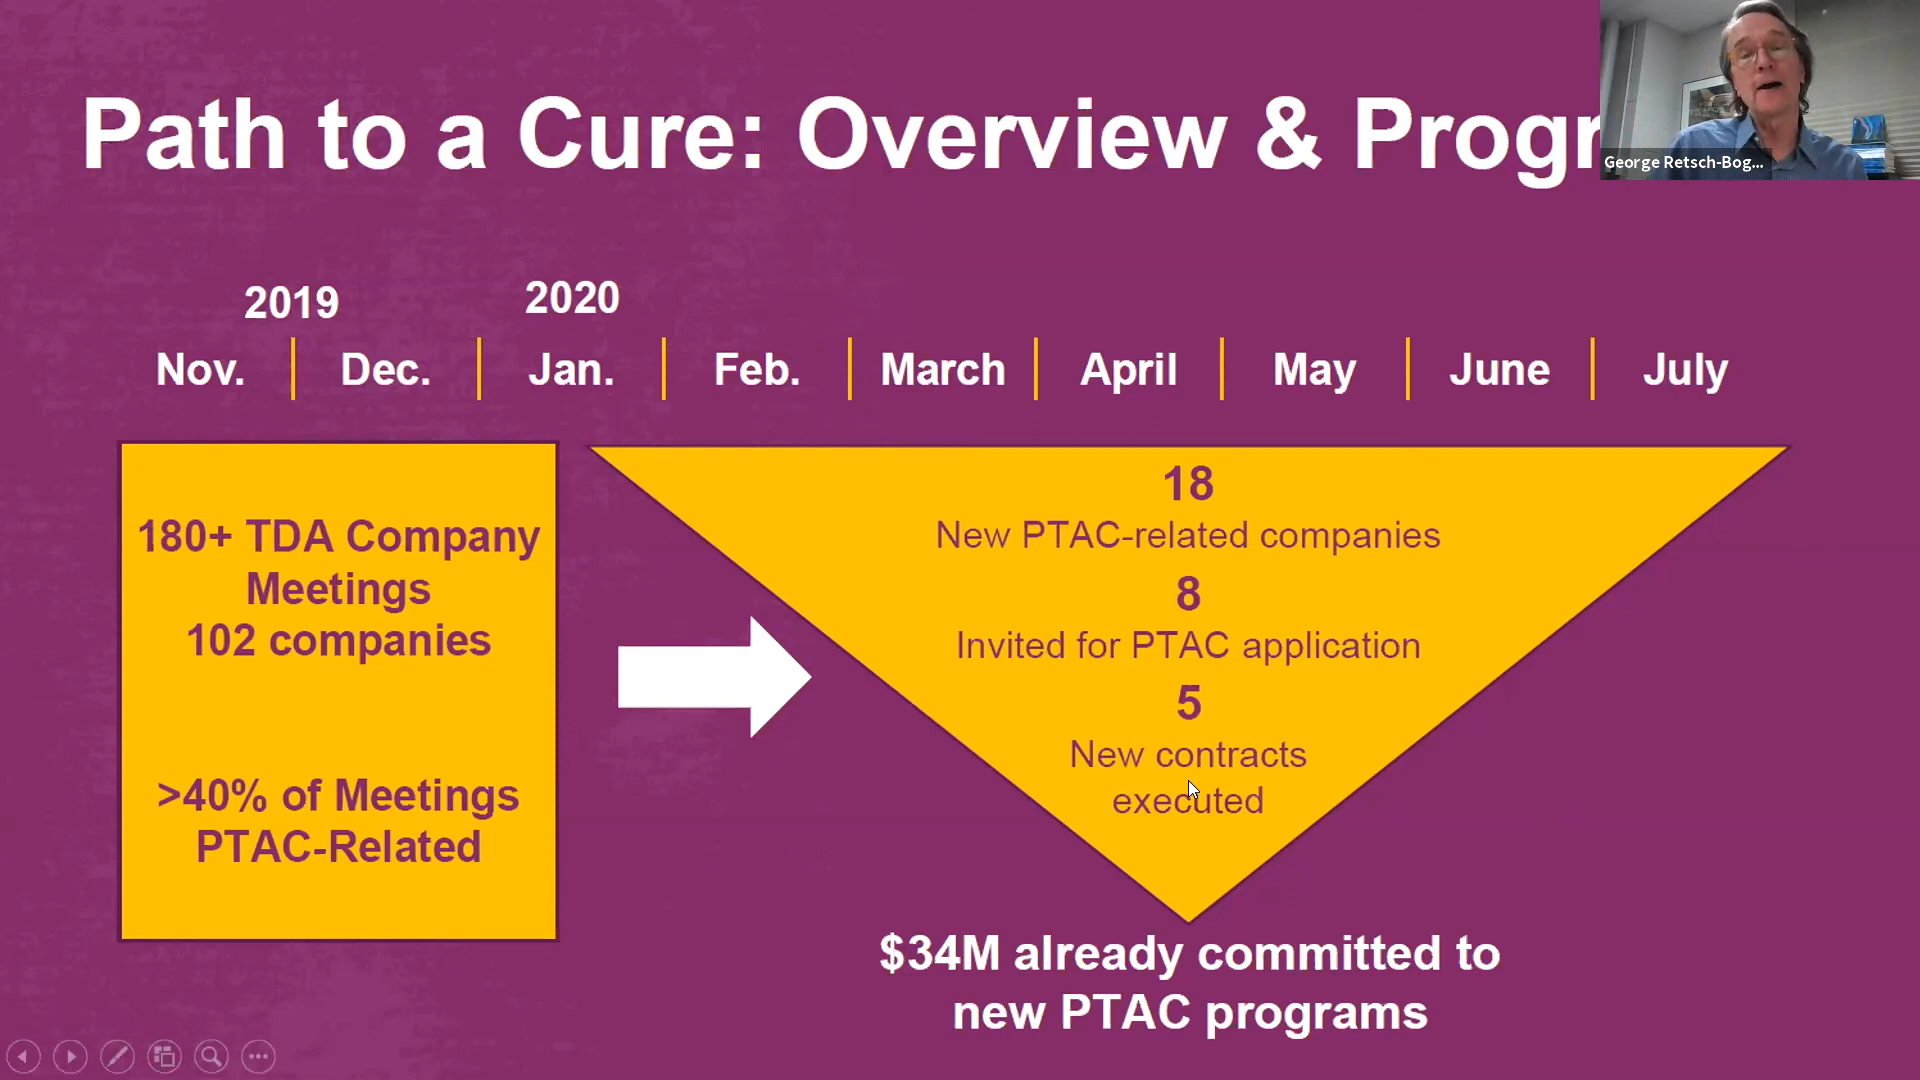 Path to a Cure: Overview & Progr
George Retsch-Bog...
2019 2020
Nov. Dec. Jan. Feb. March April May June July
180+ TDA Company
Meetings
102 companies
>40% of Meetings
PTAC-Related
18
New PTAC-related companies
8
Invited for PTAC application
5
New contracts
executed
$34M already committed to
new PTAC programs